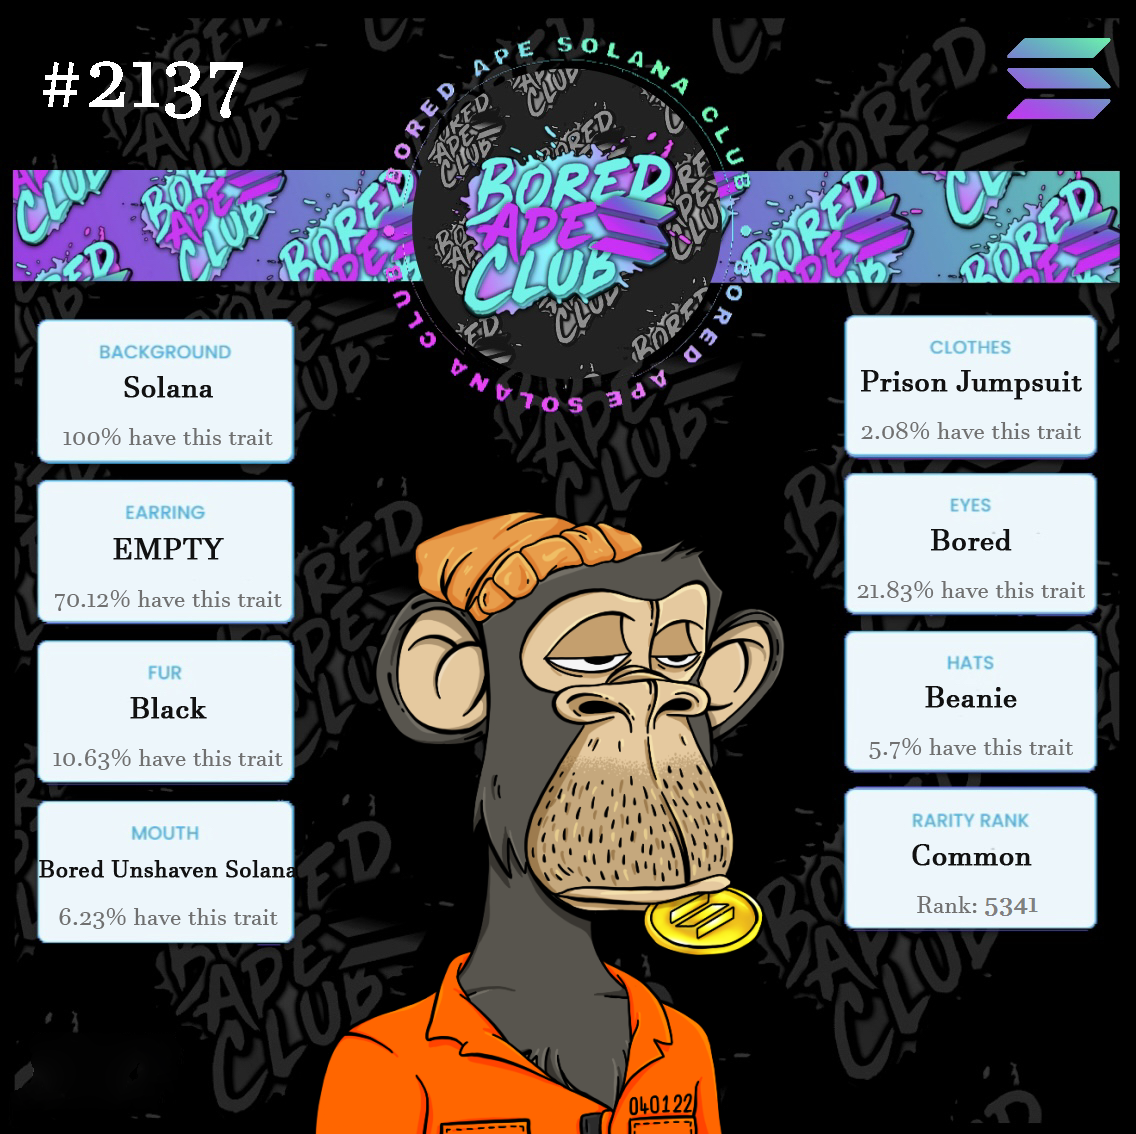 #2137
BORED APE SOLANA CLUB
BORED APE SOLANA CLUB
BORED
APE
CLUB
BACKGROUND
Solana
100% have this trait
EARRING
EMPTY
70.12% have this trait
FUR
Black
10.63% have this trait
MOUTH
Bored Unshaven Solana
6.23% have this trait
CLOTHES
Prison Jumpsuit
2.08% have this trait
EYES
Bored
21.83% have this trait
HATS
Beanie
5.7% have this trait
RARITY RANK
Common
Rank: 5341
040122